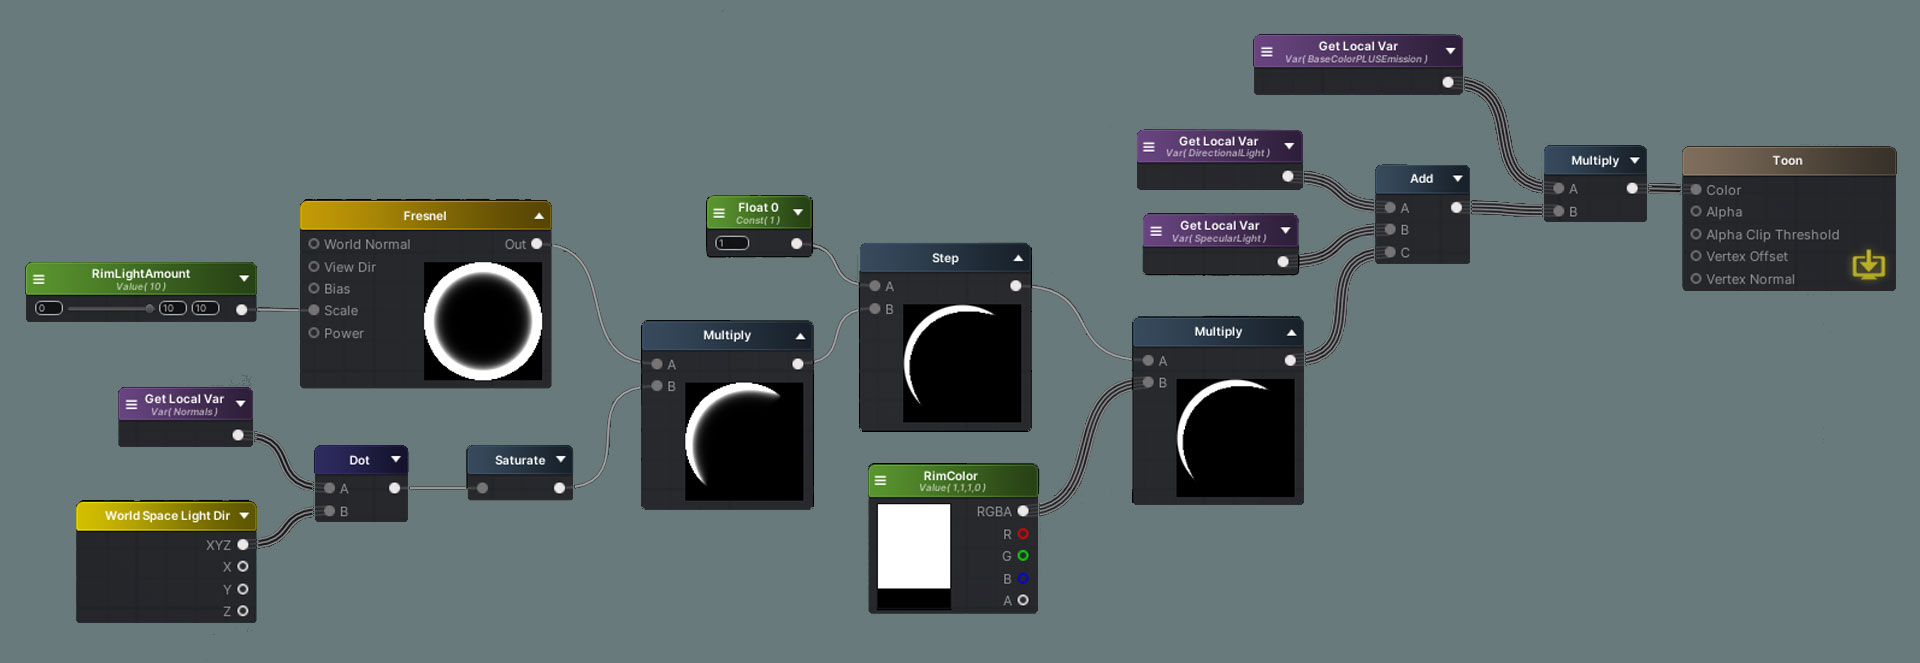 Get Local Var
Var( BaseColorPLUSEmission )
Get Local Var
Var( DirectionalLight )
Multiply
A
B
Toon
Color
Alpha
Alpha Clip Threshold
Vertex Offset
Vertex Normal
Add
A
B
C
Get Local Var
Var( SpecularLight )
Fresnel
World Normal
Out
View Dir
Bias
Scale
Power
Float 0
Const( 1 )
1
RimLightAmount
Value( 10 )
0
10
10
Step
A
B
Multiply
A
B
Multiply
A
B
Get Local Var
Var( Normals )
Dot
A
B
Saturate
World Space Light Dir
XYZ
X
Y
Z
RimColor
Value( 1,1,1,0 )
RGBA
R
G
B
A